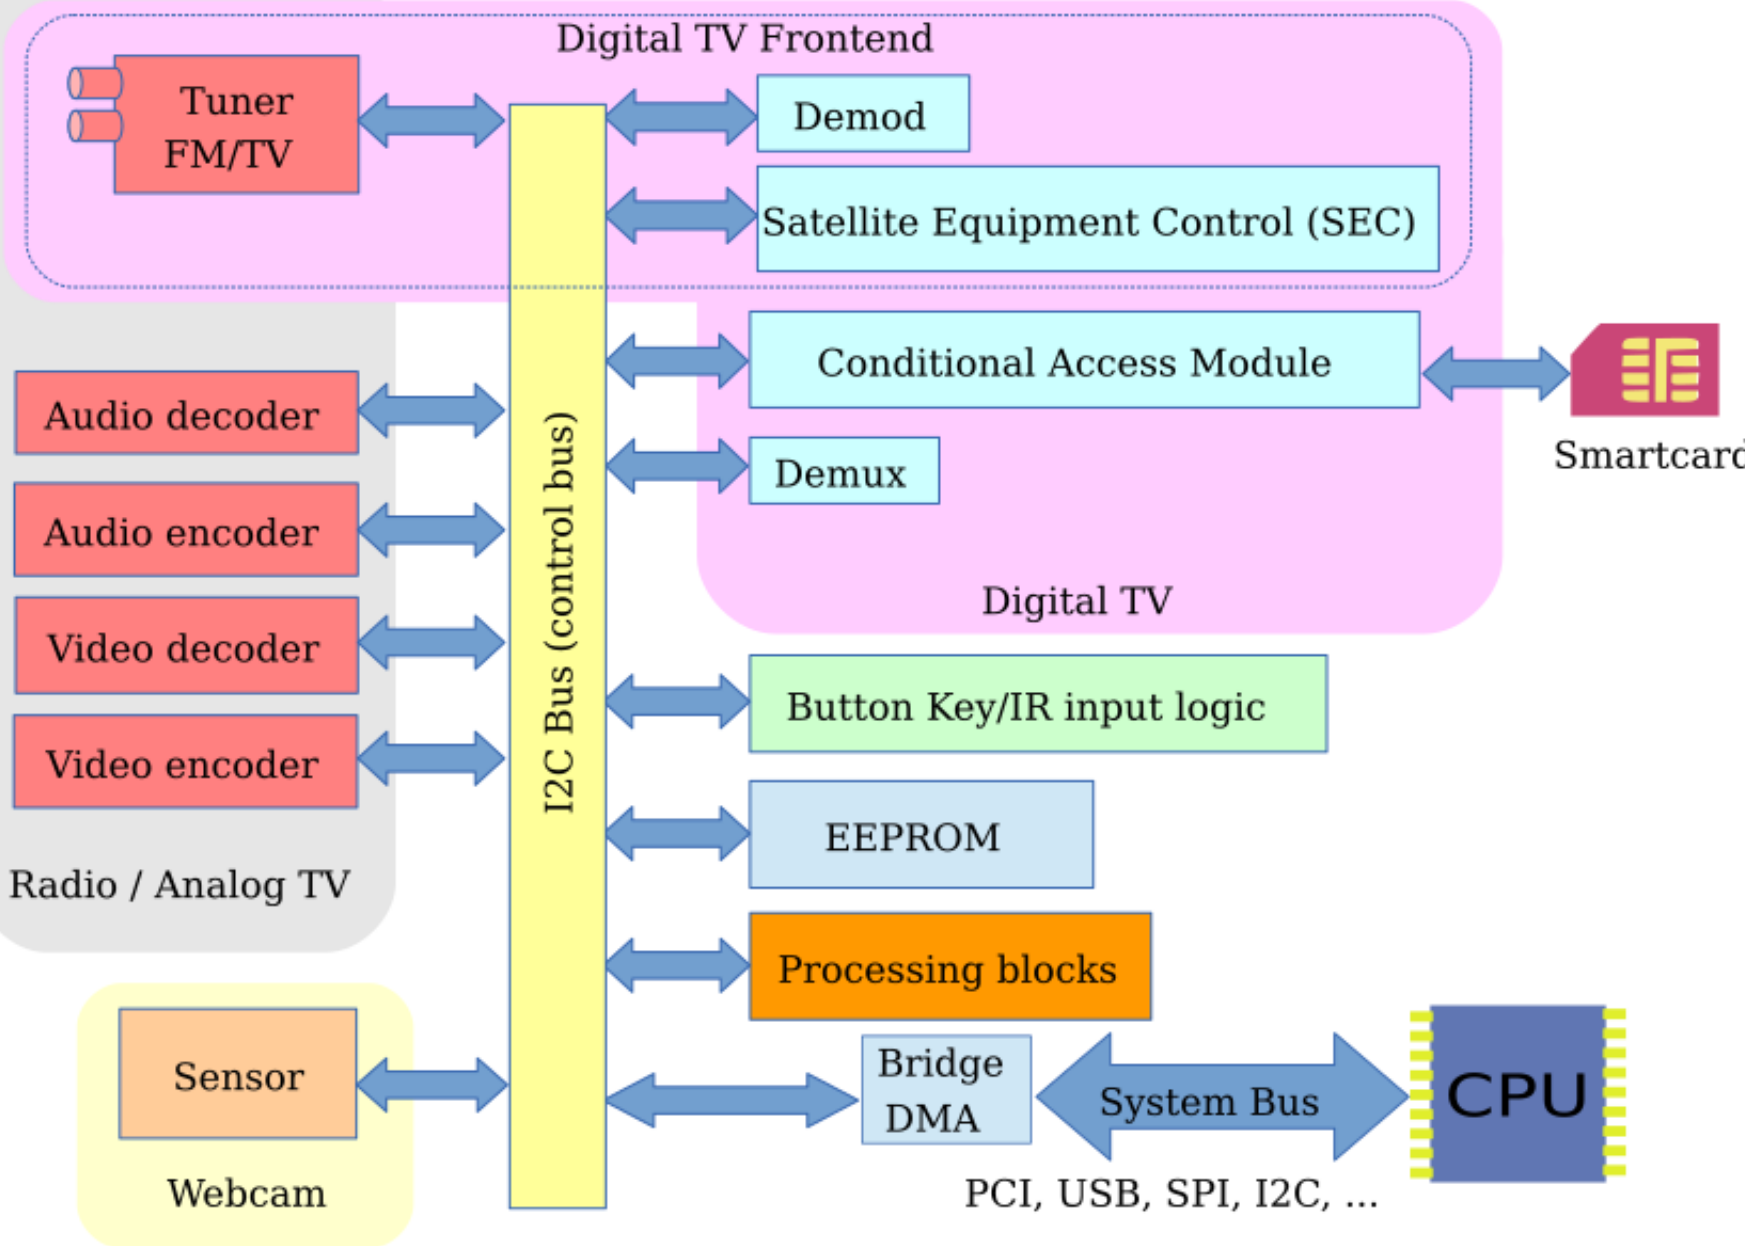 Digital TV Frontend
Tuner
FM/TV
Demod
Satellite Equipment Control (SEC)
Conditional Access Module
Smartcard
Audio decoder
Demux
Audio encoder
Digital TV
Video decoder
I2C Bus (control bus)
Button Key/IR input logic
Video encoder
EEPROM
Radio / Analog TV
Processing blocks
Sensor
Bridge
DMA
System Bus
CPU
Webcam
PCI, USB, SPI, I2C, ...